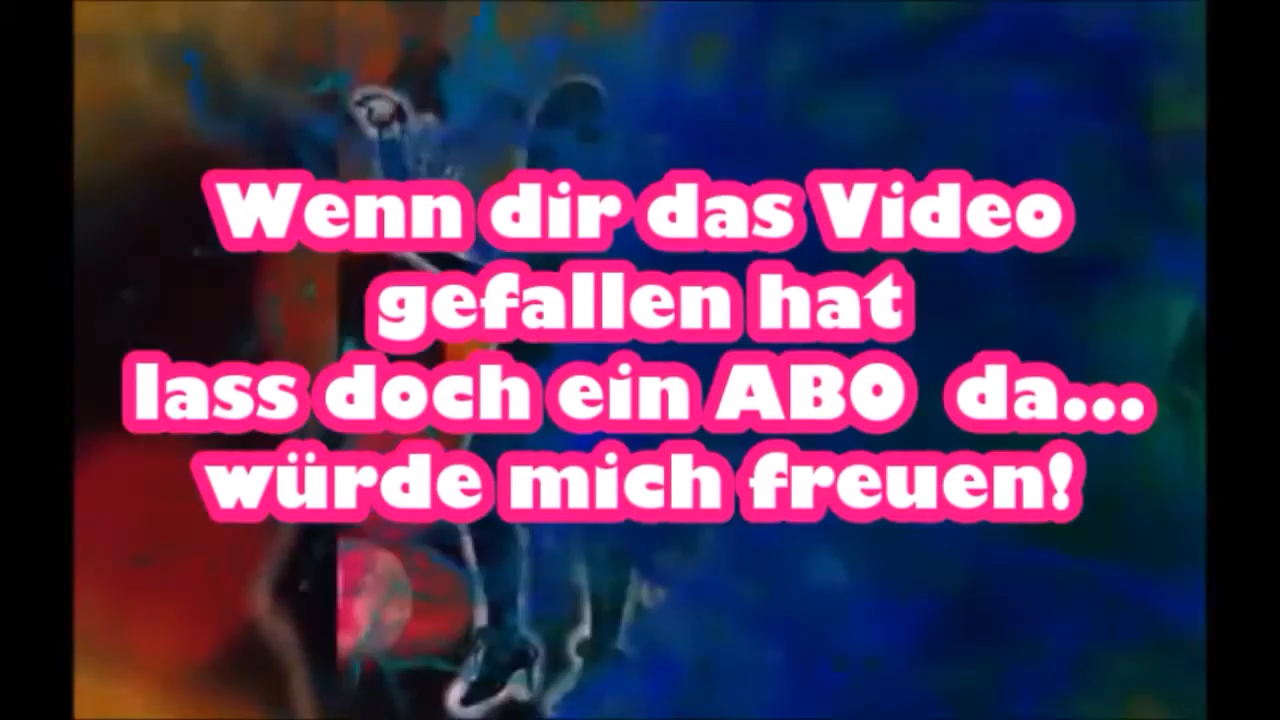 Wenn dir das Video
gefallen hat
lass doch ein ABO da...
würde mich freuen!